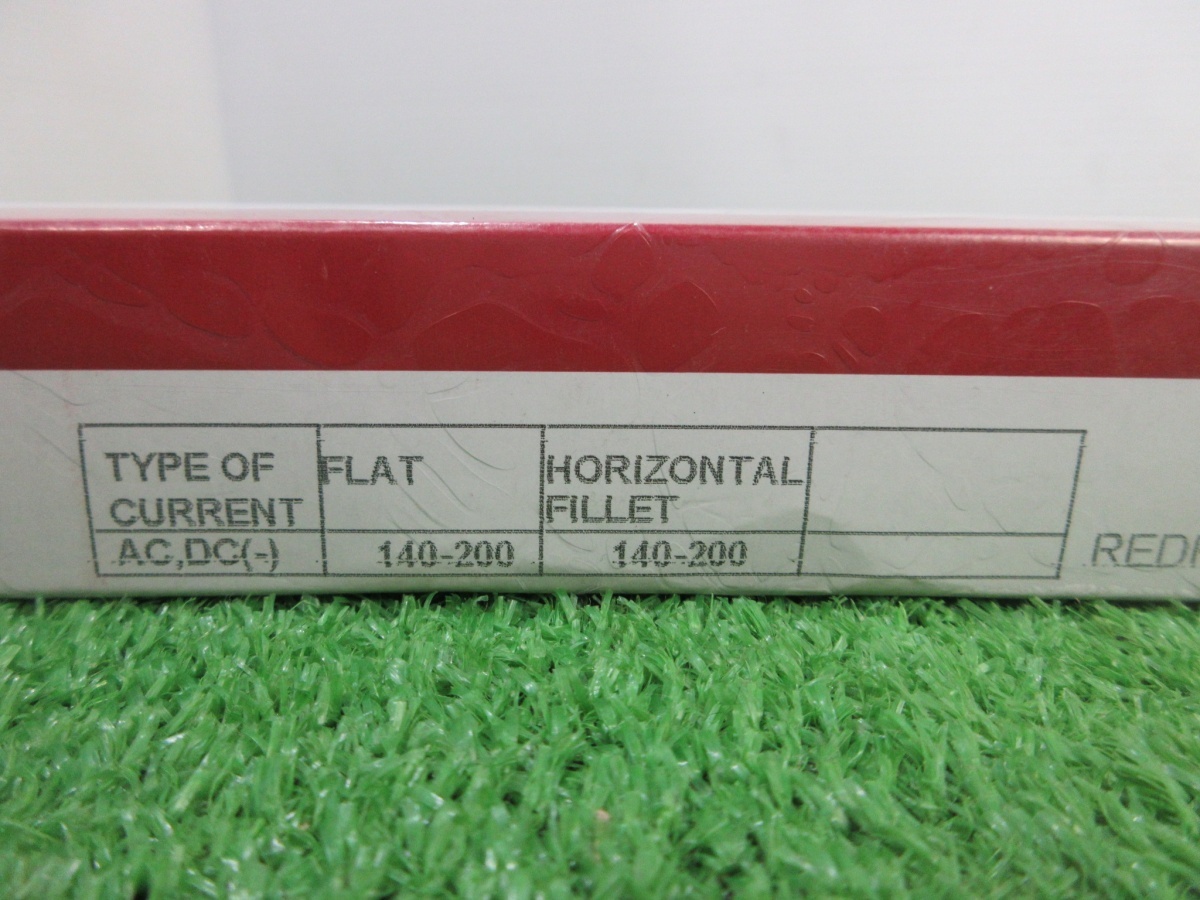 TYPE OF CURRENT FLAT HORIZONTAL FILLET
AC,DC(-) 140-200 140-200